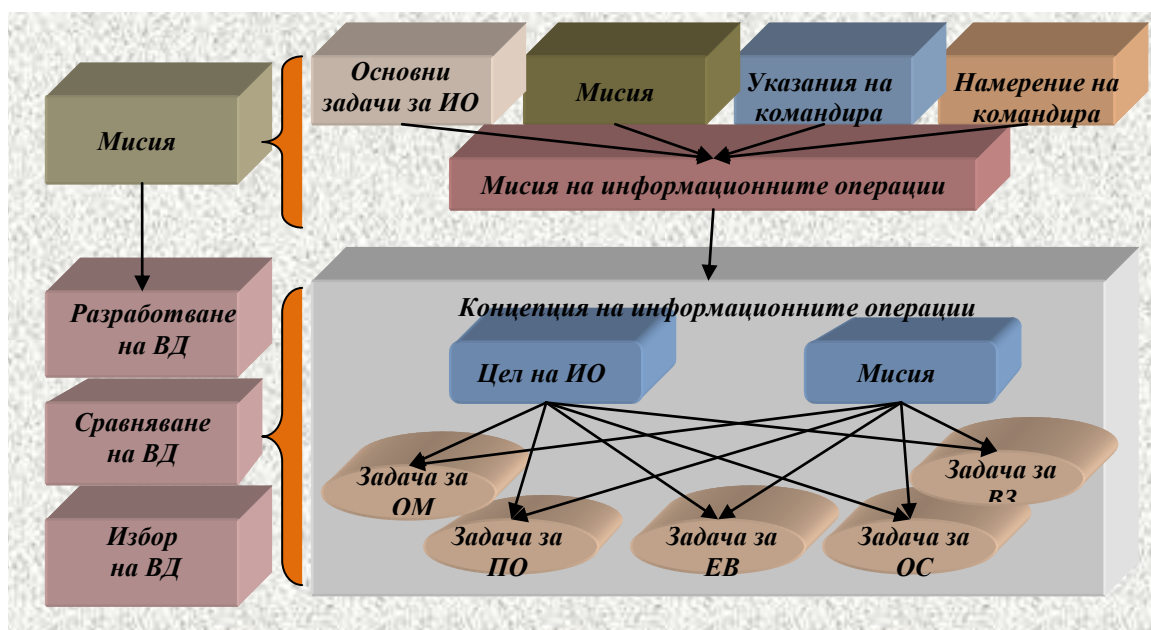 Основни
задачи за ИО
Мисия
Указания на
командира
Намерение на
командира
Мисия
Мисия на информационните операции
Разработване
на ВД
Сравняване
на ВД
Избор
на ВД
Концепция на информационните операции
Цел на ИО
Мисия
Задача за
ОМ
Задача за
ПО
Задача за
ЕВ
Задача за
ОС
Задача за
ВЗ